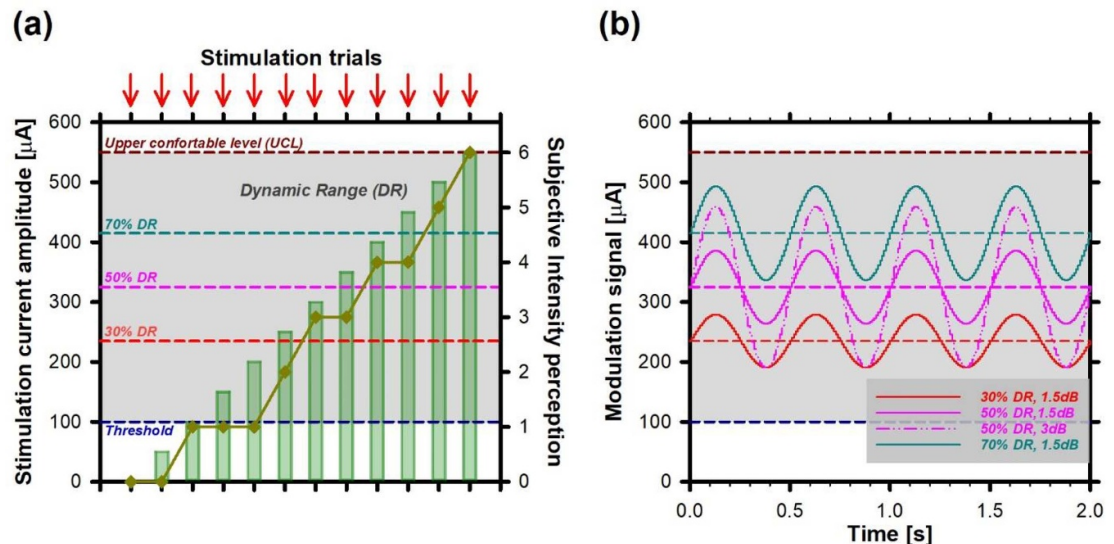 (a)
Stimulation trials
Stimulation current amplitude [µA]
600
500
400
300
200
100
0
Upper confortable level (UCL)
Dynamic Range (DR)
70% DR
50% DR
30% DR
Threshold
6
5
4
3
2
1
0
Subjective Intensity perception
(b)
Modulation signal [µA]
600
500
400
300
200
100
0
30% DR, 1.5dB
50% DR,1.5dB
50% DR, 3dB
70% DR, 1.5dB
0.0 0.5 1.0 1.5 2.0
Time [s]